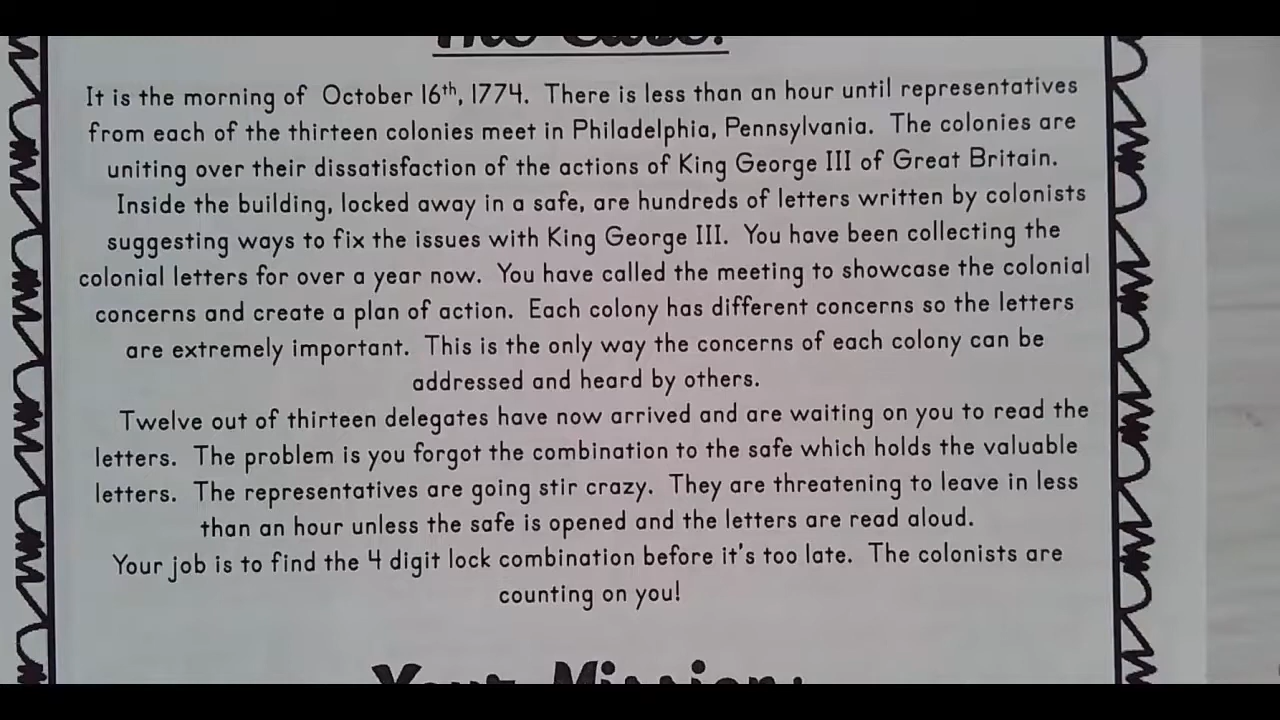 It is the morning of October 16th, 1774. There is less than an hour until representatives
from each of the thirteen colonies meet in Philadelphia, Pennsylvania. The colonies are
uniting over their dissatisfaction of the actions of King George III of Great Britain.
Inside the building, locked away in a safe, are hundreds of letters written by colonists
suggesting ways to fix the issues with King George III. You have been collecting the
colonial letters for over a year now. You have called the meeting to showcase the colonial
concerns and create a plan of action. Each colony has different concerns so the letters
are extremely important. This is the only way the concerns of each colony can be
addressed and heard by others.
Twelve out of thirteen delegates have now arrived and are waiting on you to read the
letters. The problem is you forgot the combination to the safe which holds the valuable
letters. The representatives are going stir crazy. They are threatening to leave in less
than an hour unless the safe is opened and the letters are read aloud.
Your job is to find the 4 digit lock combination before it's too late. The colonists are
counting on you!
Your Mission: